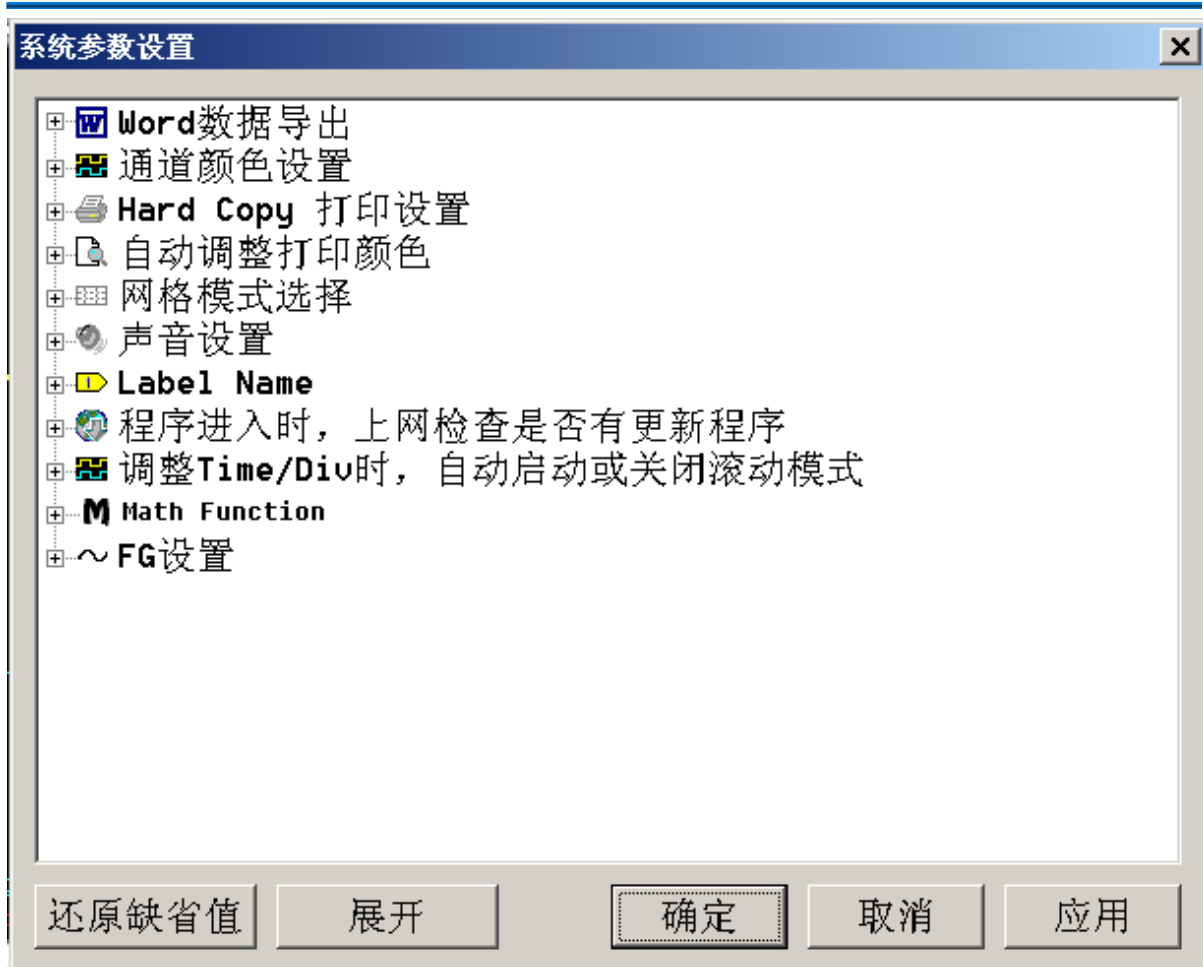 系统参数设置
Word数据导出
通道颜色设置
Hard Copy 打印设置
自动调整打印颜色
网格模式选择
声音设置
Label Name
程序进入时，上网检查是否有更新程序
调整Time/Div时，自动启动或关闭滚动模式
M Math Function
FG设置
还原缺省值 展开 确定 取消 应用